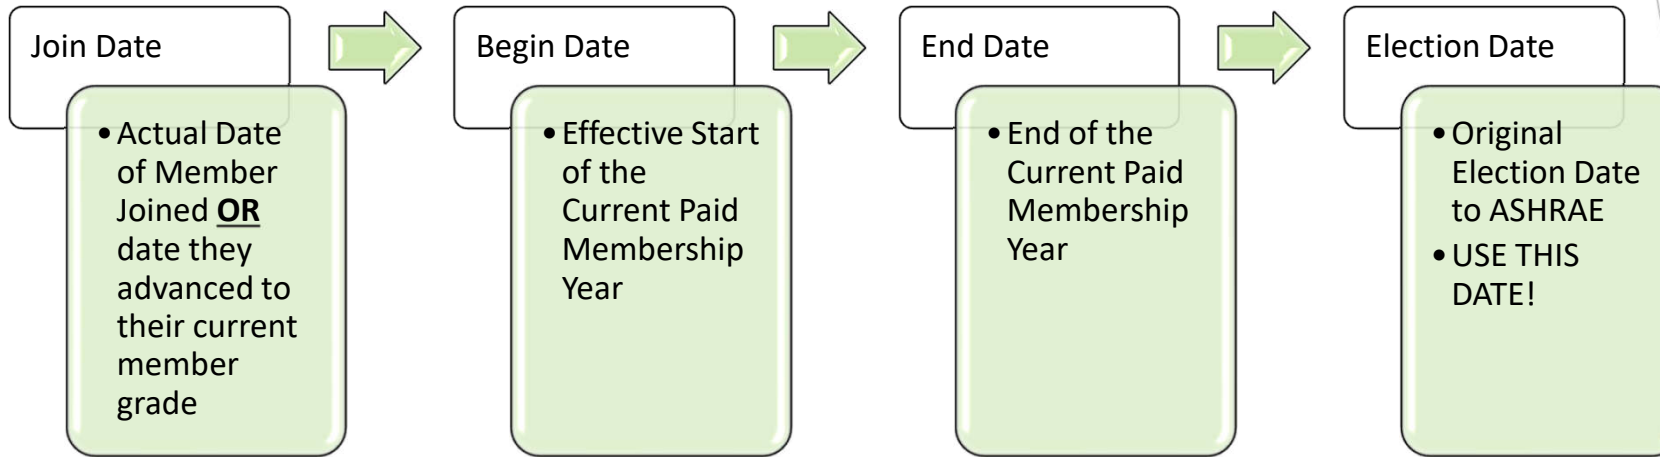 Join Date
• Actual Date
of Member
Joined OR
date they
advanced to
their current
member
grade
Begin Date
• Effective Start
of the
Current Paid
Membership
Year
End Date
• End of the
Current Paid
Membership
Year
Election Date
• Original
Election Date
to ASHRAE
• USE THIS
DATE!